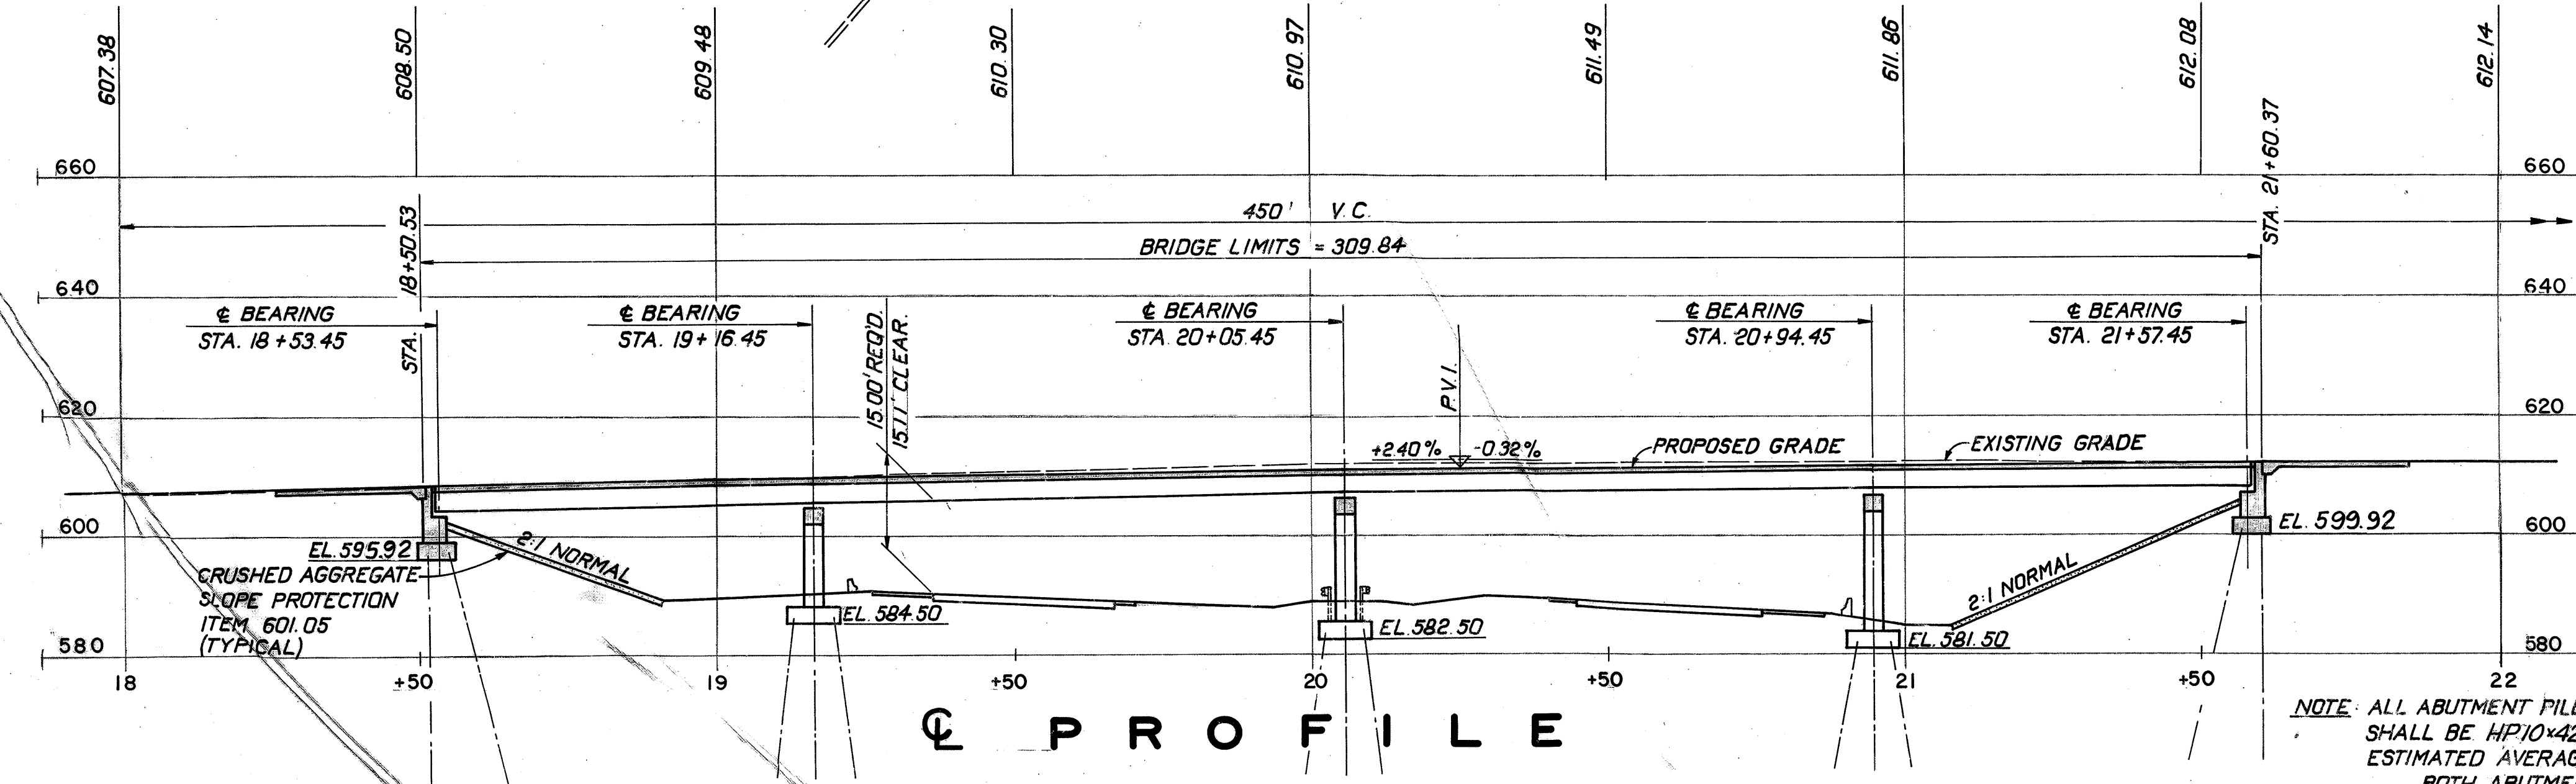 607.38
608.50
609.48
610.30
610.97
611.49
611.86
612.08
612.14
660
660
450' V.C.
BRIDGE LIMITS = 309.84
STA. 18+50.53
STA. 21+60.37
640
640
℄ BEARING
STA. 18+53.45
℄ BEARING
STA. 19+16.45
15.00' REQ'D.
15.11' CLEAR.
℄ BEARING
STA. 20+05.45
P.V.I.
℄ BEARING
STA. 20+94.45
℄ BEARING
STA. 21+57.45
620
620
+2.40% -0.32%
PROPOSED GRADE
EXISTING GRADE
600
600
EL. 595.92
2:1 NORMAL
CRUSHED AGGREGATE
SLOPE PROTECTION
ITEM 601.05
(TYPICAL)
EL. 584.50
EL. 582.50
EL. 581.50
2:1 NORMAL
EL. 599.92
580
580
18 +50 19 +50 20 +50 21 +50 22
℄ PROFILE
NOTE: ALL ABUTMENT PILE
SHALL BE HP10×42
ESTIMATED AVERAG
BOTH ABUTME